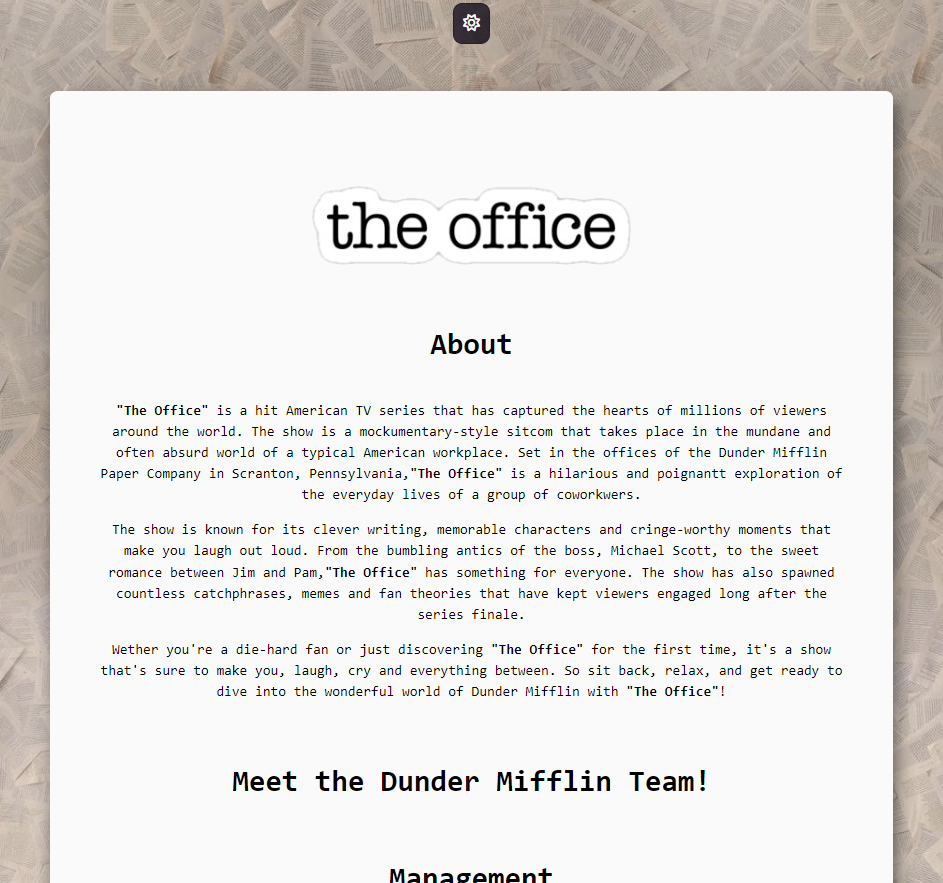 the office
About
"The Office" is a hit American TV series that has captured the hearts of millions of viewers
around the world. The show is a mockumentary-style sitcom that takes place in the mundane and
often absurd world of a typical American workplace. Set in the offices of the Dunder Mifflin
Paper Company in Scranton, Pennsylvania,"The Office" is a hilarious and poignantt exploration of
the everyday lives of a group of coworkwers.
The show is known for its clever writing, memorable characters and cringe-worthy moments that
make you laugh out loud. From the bumbling antics of the boss, Michael Scott, to the sweet
romance between Jim and Pam,"The Office" has something for everyone. The show has also spawned
countless catchphrases, memes and fan theories that have kept viewers engaged long after the
series finale.
Wether you're a die-hard fan or just discovering "The Office" for the first time, it's a show
that's sure to make you, laugh, cry and everything between. So sit back, relax, and get ready to
dive into the wonderful world of Dunder Mifflin with "The Office"!
Meet the Dunder Mifflin Team!
Management